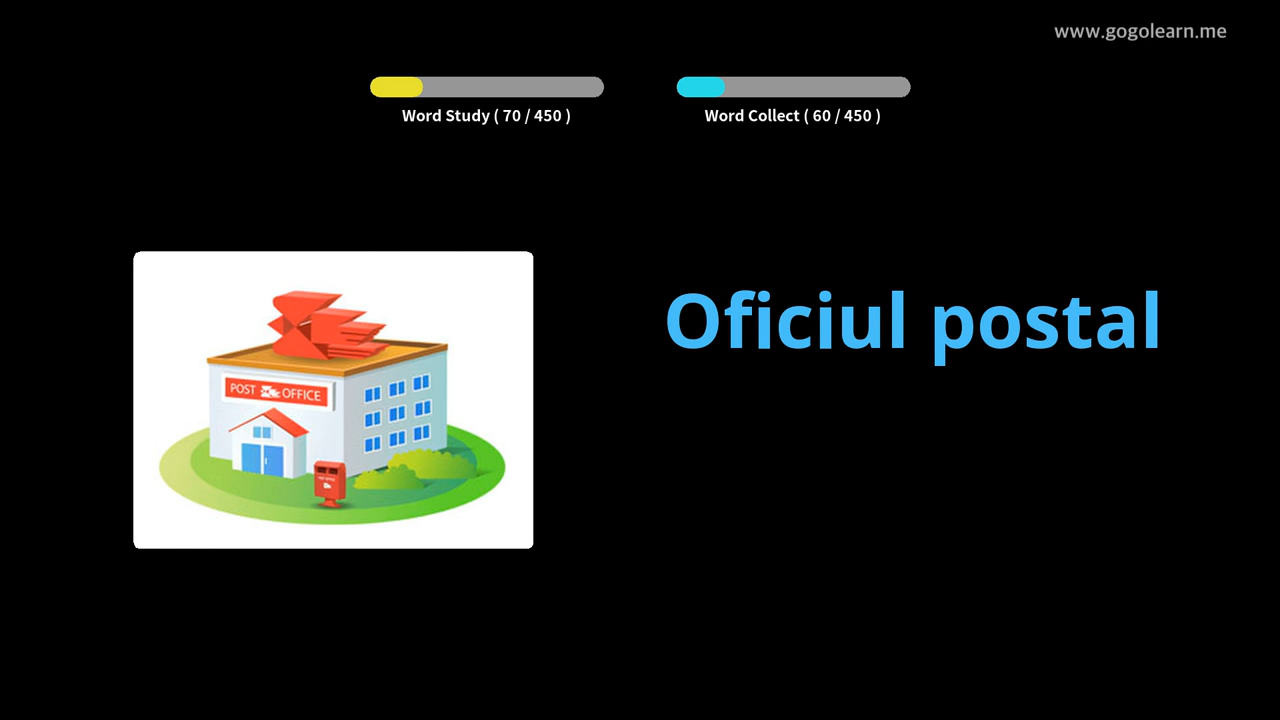 www.gogolearn.me
Word Study ( 70 / 450 )
Word Collect ( 60 / 450 )
Oficiul postal
POST OFFICE